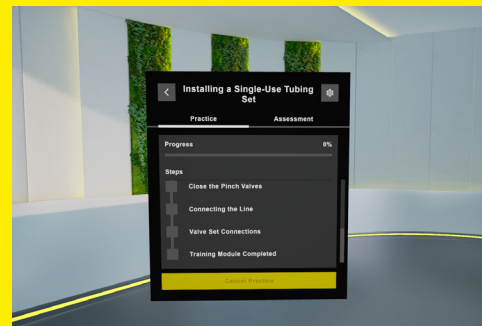 Installing a Single-Use Tubing
Set
Practice
Assessment
Progress
0%
Steps
Close the Pinch Valves
Connecting the Line
Valve Set Connections
Training Module Completed
Cancel Practice